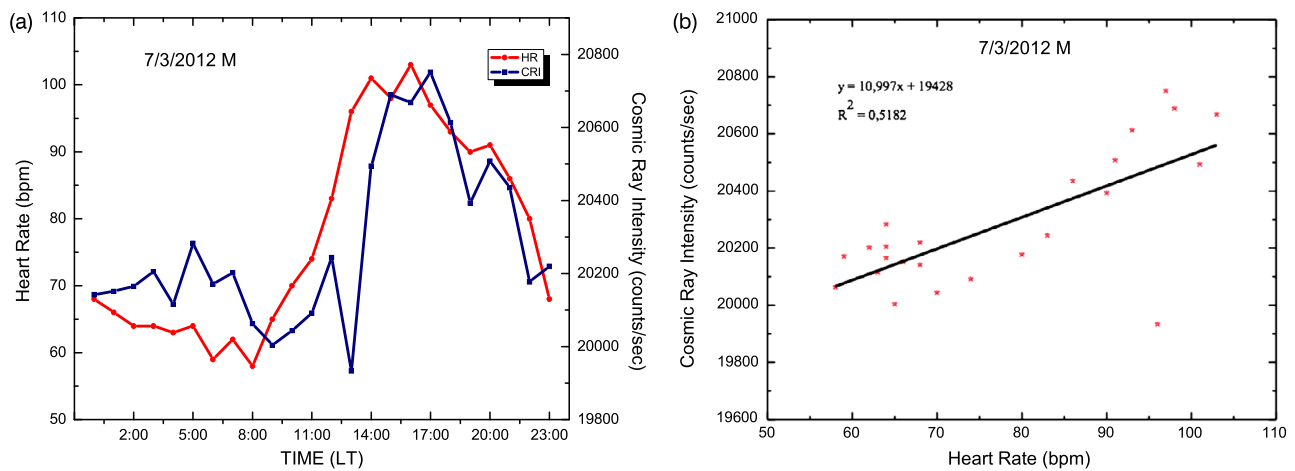 (a)
7/3/2012 M
HR
CRI
Heart Rate (bpm)
110
100
90
80
70
60
50
20800
20600
20400
20200
20000
19800
Cosmic Ray Intensity (counts/sec)
2:00 5:00 8:00 11:00 14:00 17:00 20:00 23:00
TIME (LT)
(b)
7/3/2012 M
y = 10,997x + 19428
R2 = 0,5182
Cosmic Ray Intensity (counts/sec)
21000
20800
20600
20400
20200
20000
19800
19600
50 60 70 80 90 100 110
Heart Rate (bpm)